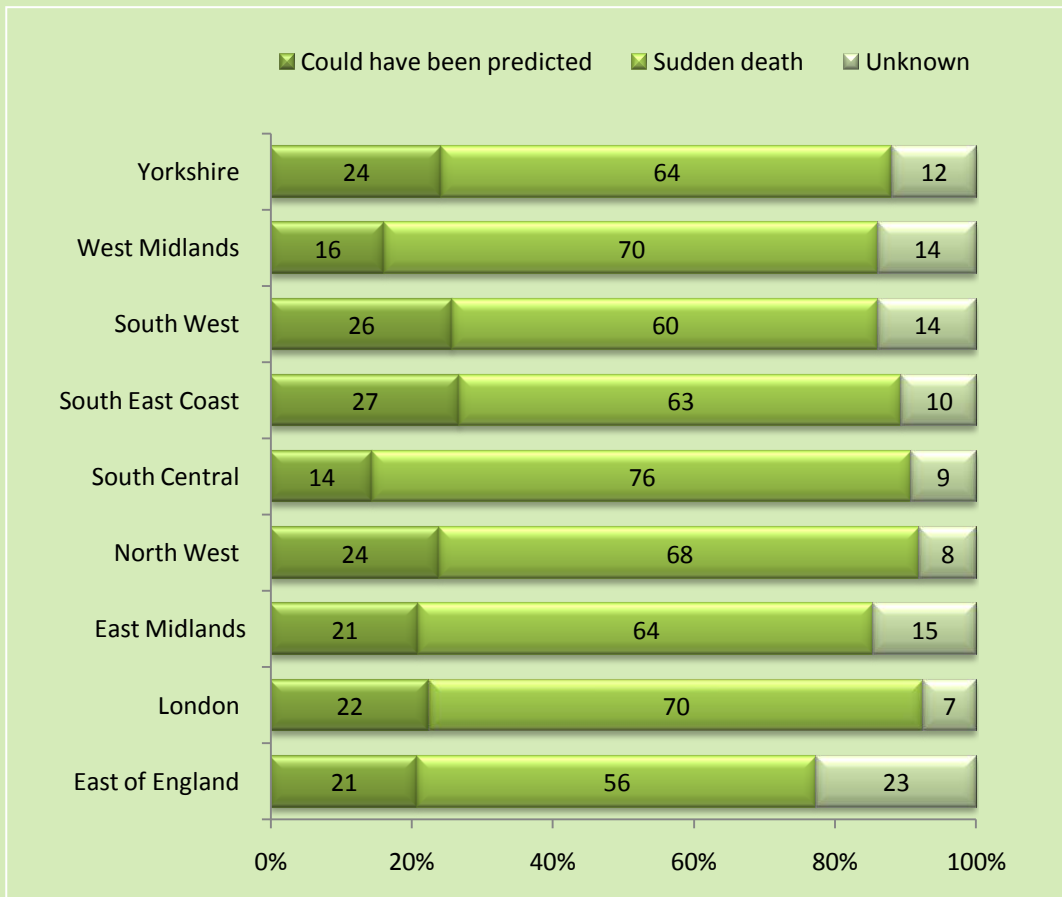 Could have been predicted Sudden death Unknown
Yorkshire 24 64 12
West Midlands 16 70 14
South West 26 60 14
South East Coast 27 63 10
South Central 14 76 9
North West 24 68 8
East Midlands 21 64 15
London 22 70 7
East of England 21 56 23
0% 20% 40% 60% 80% 100%